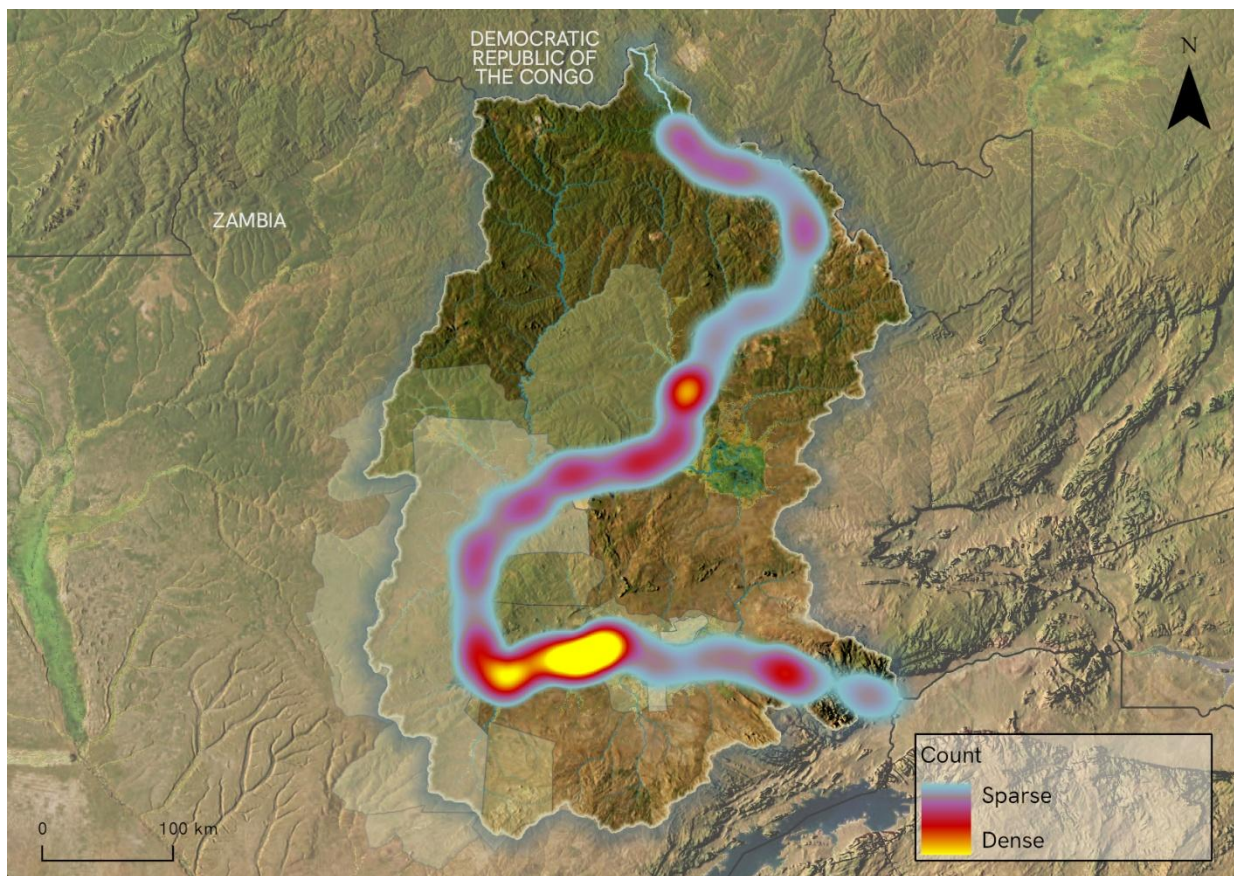 DEMOCRATIC
REPUBLIC OF
THE CONGO
N
ZAMBIA
Count
Sparse
Dense
0 100 km